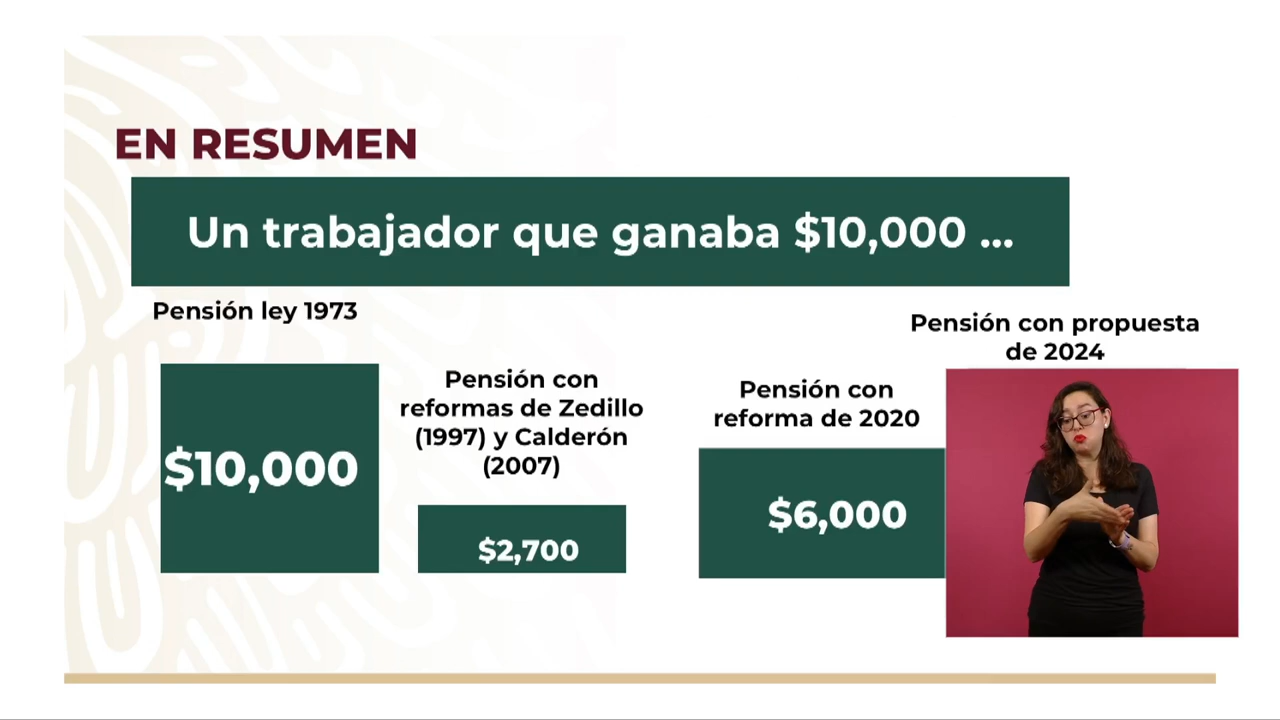 EN RESUMEN
Un trabajador que ganaba $10,000 ...
Pensión ley 1973
$10,000
Pensión con
reformas de Zedillo
(1997) y Calderón
(2007)
$2,700
Pensión con
reforma de 2020
$6,000
Pensión con propuesta
de 2024